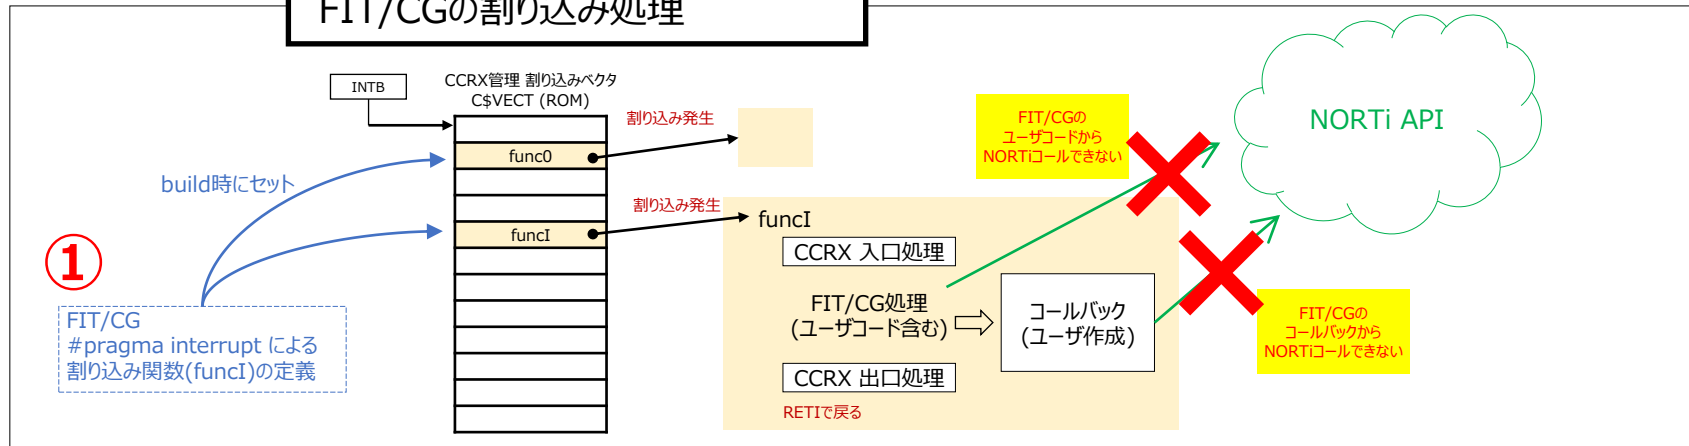 FIT/CGの割り込み処理
INTB
CCRX管理 割り込みベクタ
C$VECT (ROM)
割り込み発生
func0
build時にセット
割り込み発生
funcI
funcI
①
FIT/CG
#pragma interrupt による
割り込み関数(funcI)の定義
CCRX 入口処理
FIT/CG処理
(ユーザコード含む)
コールバック
(ユーザ作成)
CCRX 出口処理
RETIで戻る
FIT/CGの
ユーザコードから
NORTiコールできない
NORTi API
FIT/CGの
コールバックから
NORTiコールできない